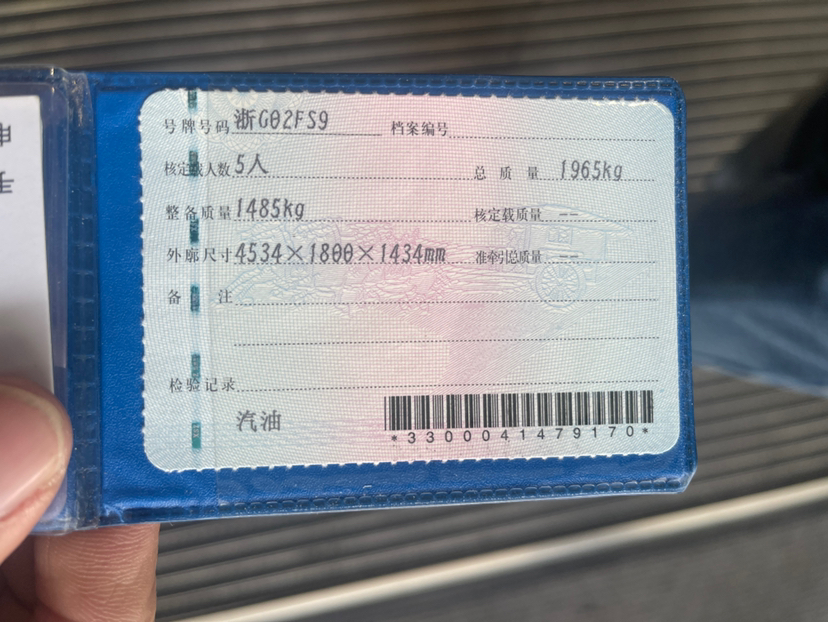 号牌号码 浙G02FS9 档案编号
核定载人数 5人 总质量 1965kg
整备质量 1485kg 核定载质量 --
外廓尺寸 4534×1800×1434mm 准牵引总质量 --
备注
检验记录
汽油
*3300041479170*